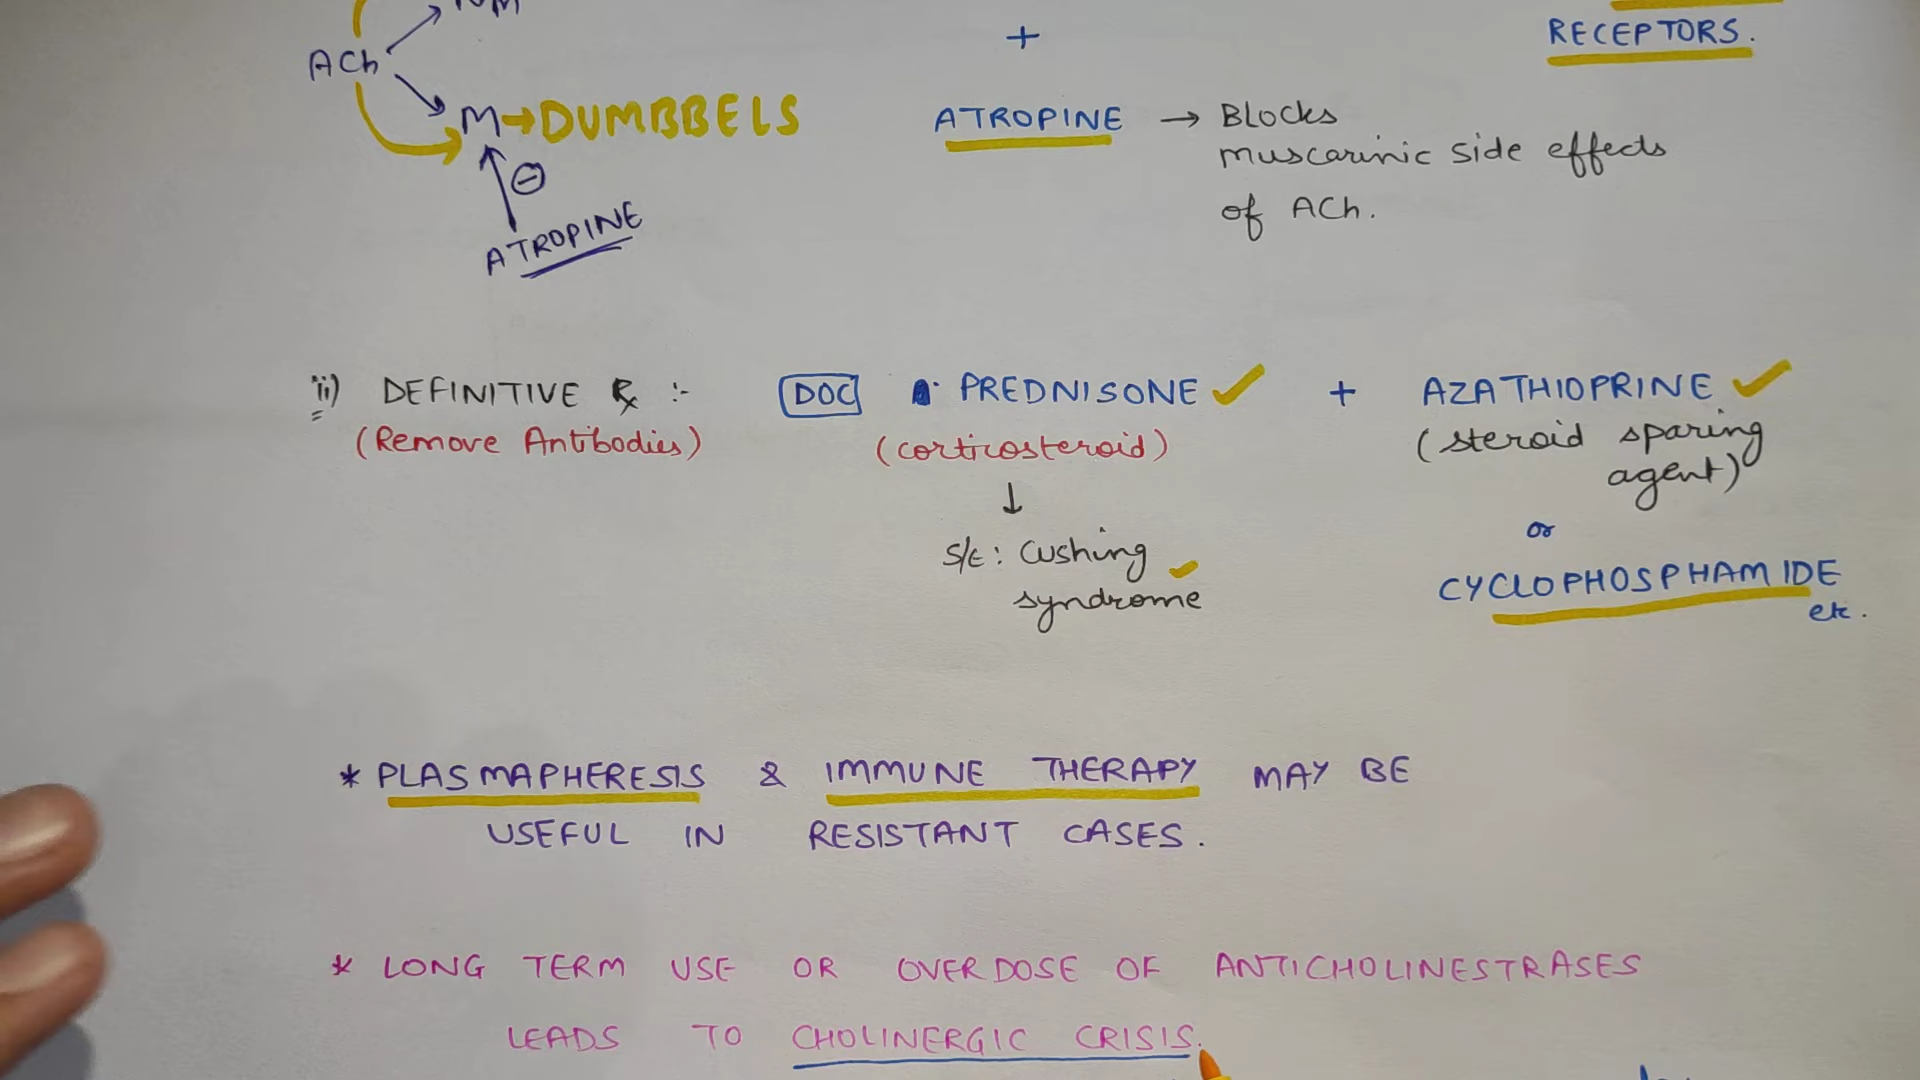 ACh
M → DUMBBELS
⊖
ATROPINE
+
RECEPTORS.
ATROPINE → Blocks
muscarinic side effects
of ACh.
ii) DEFINITIVE Rx :-
(Remove Antibodies)
DOC PREDNISONE ✓ + AZATHIOPRINE ✓
(corticosteroid)
↓
S/E: Cushing
syndrome
(steroid sparing
agent)
or
CYCLOPHOSPHAMIDE
etc.
* PLASMAPHERESIS & IMMUNE THERAPY MAY BE
USEFUL IN RESISTANT CASES.
* LONG TERM USE OR OVERDOSE OF ANTICHOLINESTRASES
LEADS TO CHOLINERGIC CRISIS.